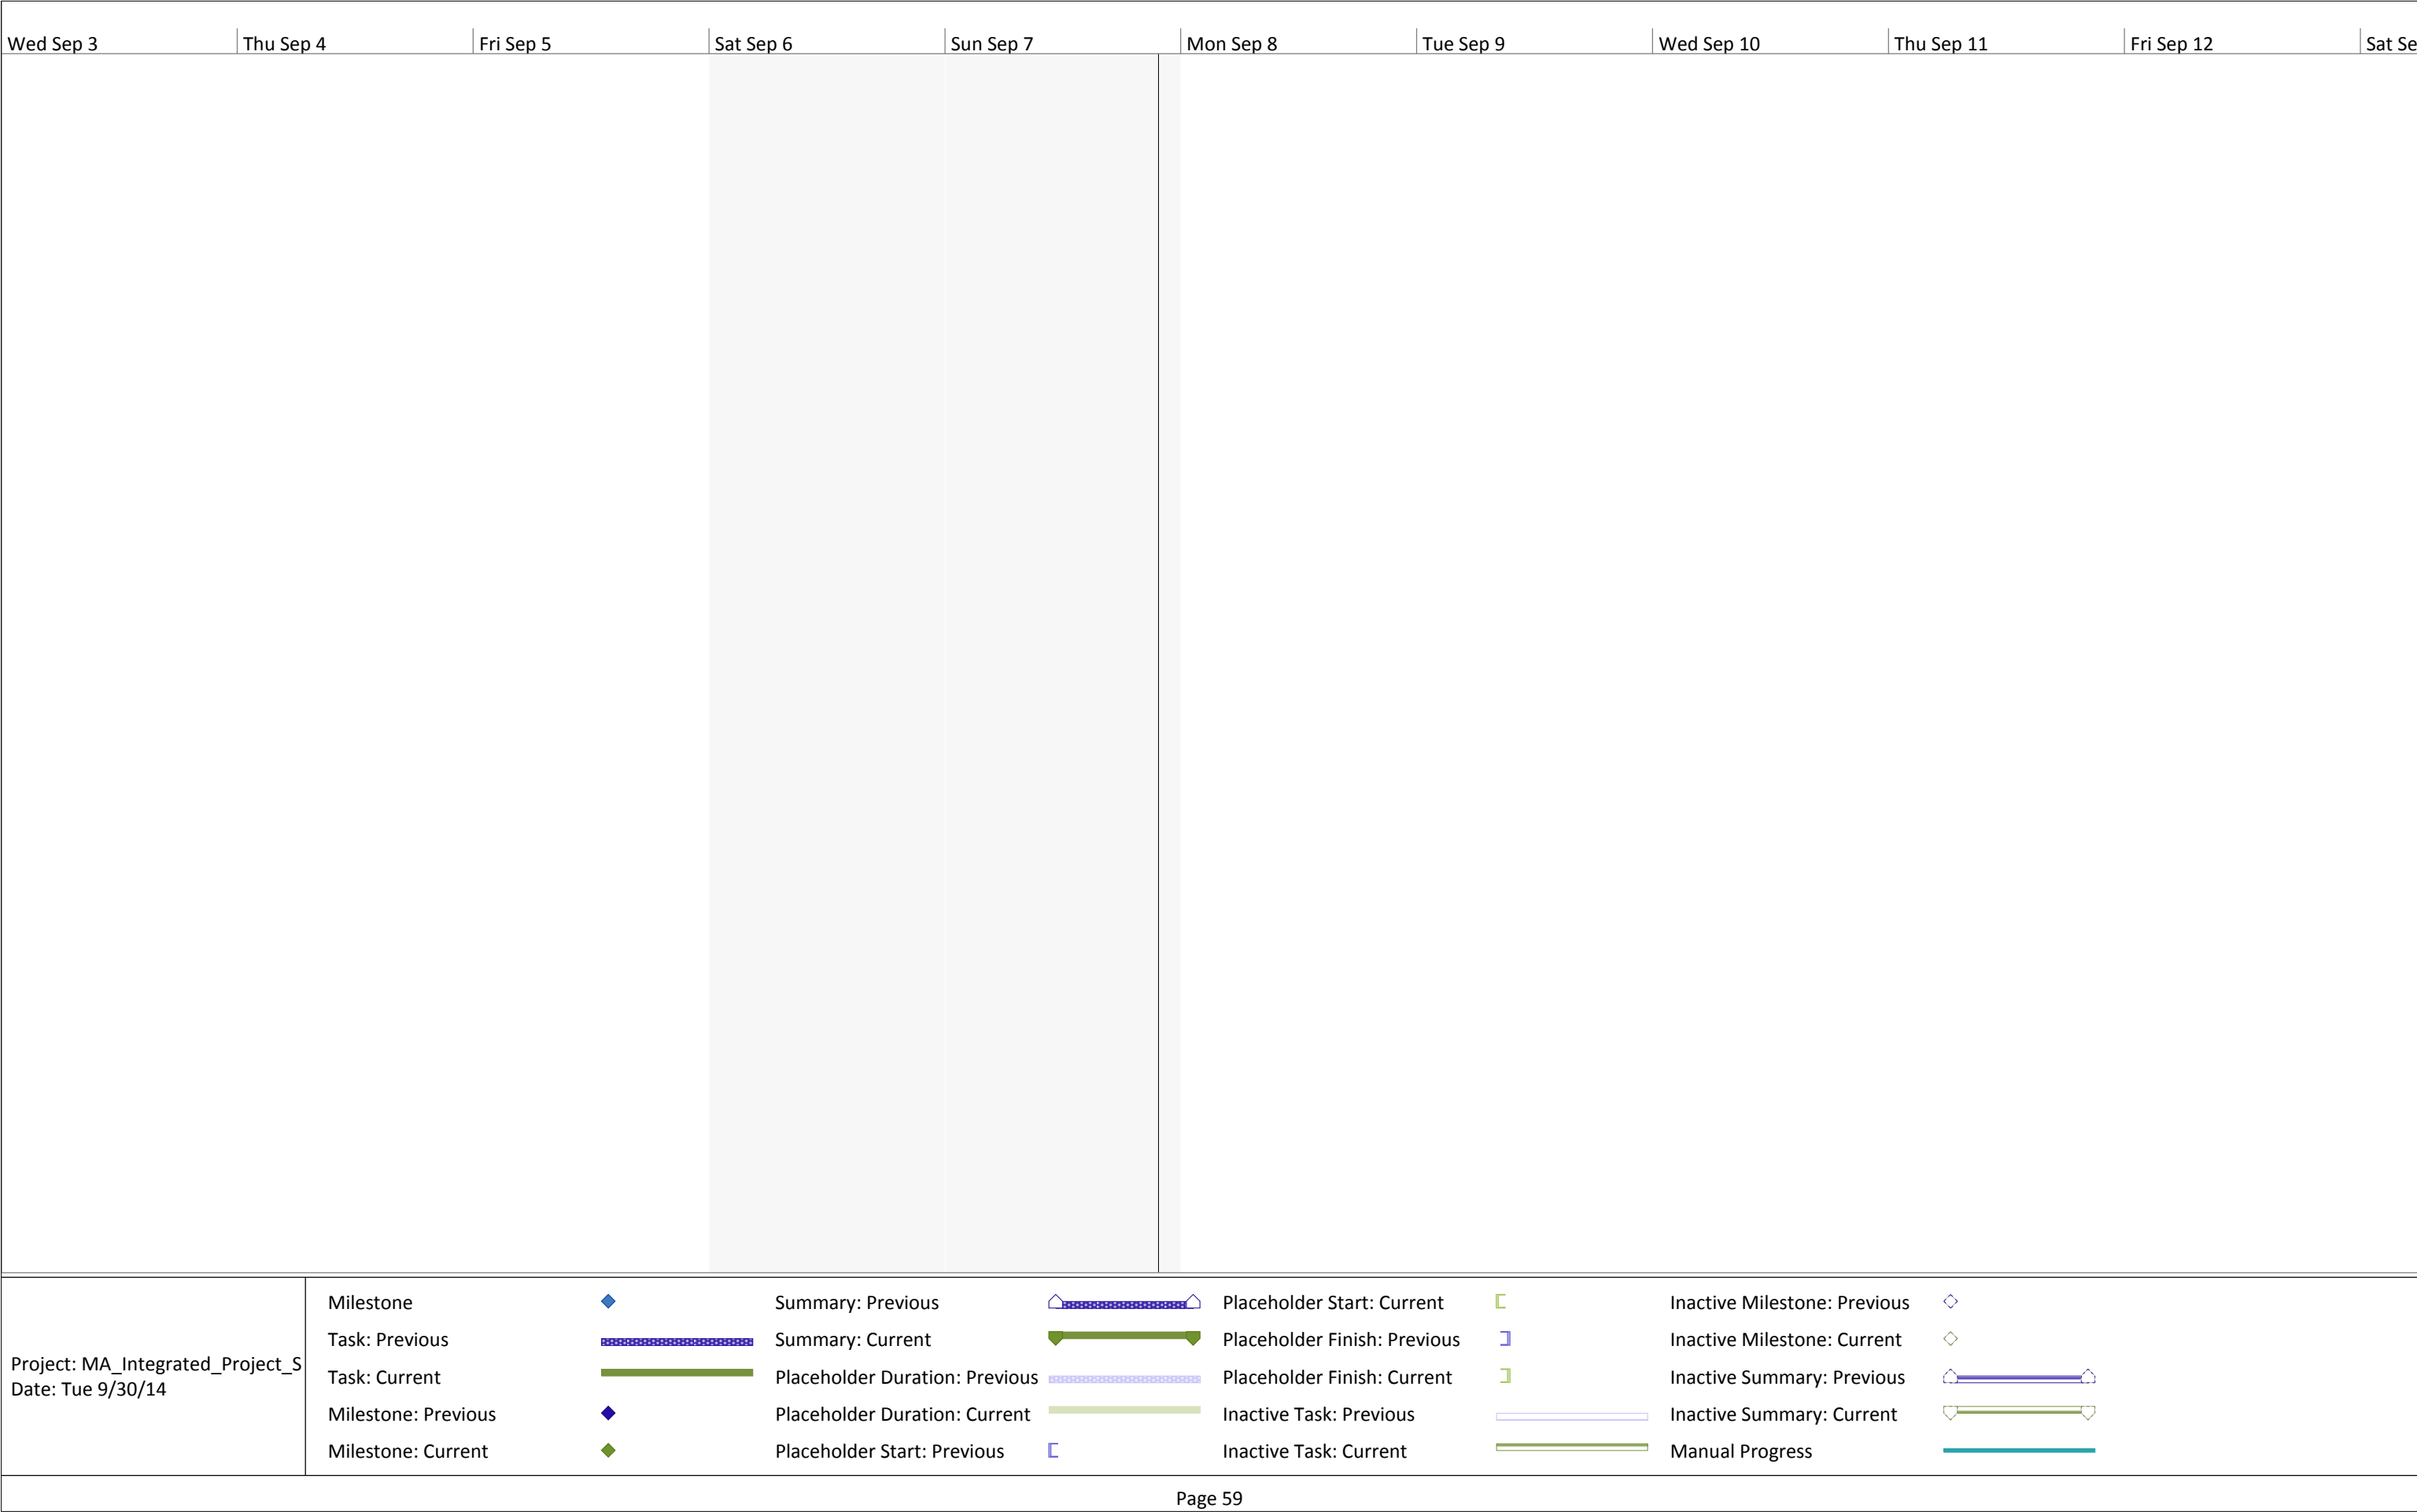 Wed Sep 3 Thu Sep 4 Fri Sep 5 Sat Sep 6 Sun Sep 7 Mon Sep 8 Tue Sep 9 Wed Sep 10 Thu Sep 11 Fri Sep 12 Sat Se
Project: MA_Integrated_Project_S
Date: Tue 9/30/14
Milestone
Task: Previous
Task: Current
Milestone: Previous
Milestone: Current
Summary: Previous
Summary: Current
Placeholder Duration: Previous
Placeholder Duration: Current
Placeholder Start: Previous
Placeholder Start: Current
Placeholder Finish: Previous
Placeholder Finish: Current
Inactive Task: Previous
Inactive Task: Current
Inactive Milestone: Previous
Inactive Milestone: Current
Inactive Summary: Previous
Inactive Summary: Current
Manual Progress
Page 59